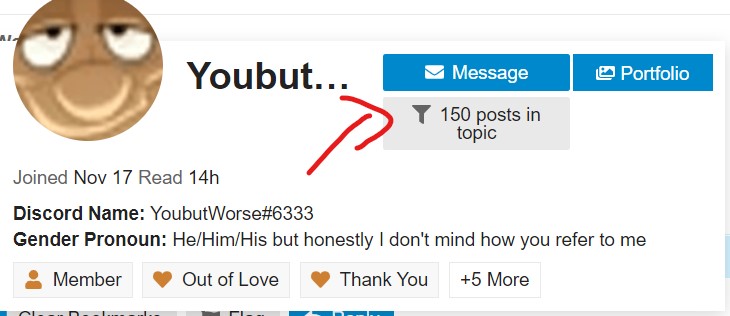 Youbut...
Message
Portfolio
150 posts in
topic
Joined Nov 17 Read 14h
Discord Name: YoubutWorse#6333
Gender Pronoun: He/Him/His but honestly I don't mind how you refer to me
Member
Out of Love
Thank You
+5 More